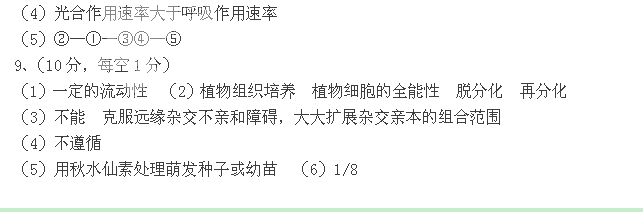 （4）光合作用速率大于呼吸作用速率
（5）②—①—③④—⑤
9、（10分，每空1分）
（1）一定的流动性 （2）植物组织培养 植物细胞的全能性 脱分化 再分化
（3）不能 克服远缘杂交不亲和障碍，大大扩展杂交亲本的组合范围
（4）不遵循
（5）用秋水仙素处理萌发种子或幼苗 （6）1/8